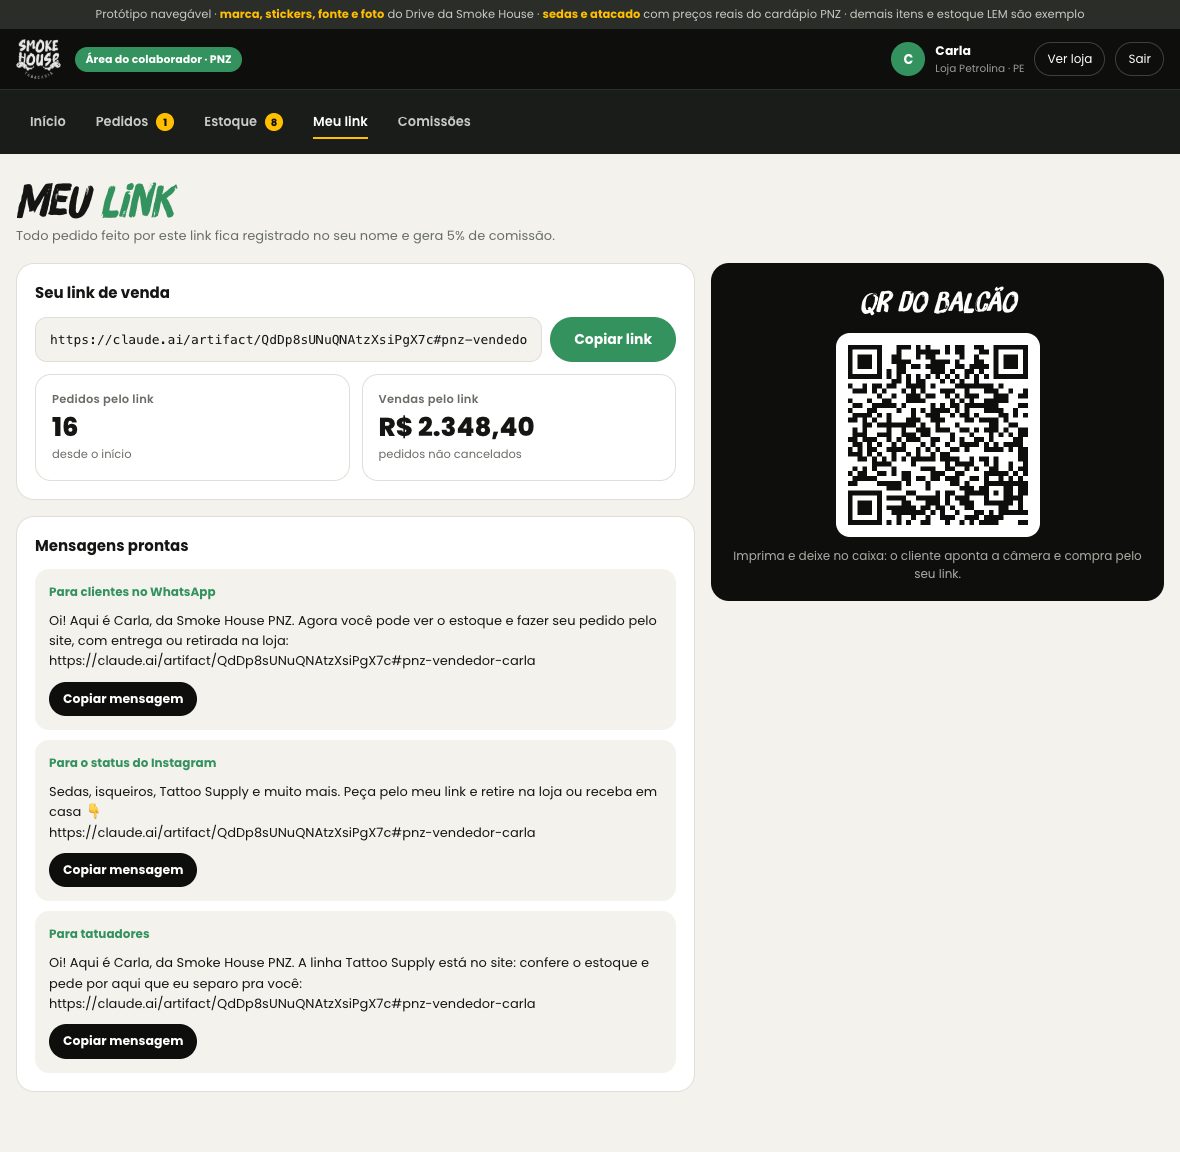 Protótipo navegável · marca, stickers, fonte e foto do Drive da Smoke House · sedas e atacado com preços reais do cardápio PNZ · demais itens e estoque LEM são exemplo
SMOKE
HOUSE
TABACARIA
Área do colaborador · PNZ
C
Carla
Loja Petrolina · PE
Ver loja
Sair
Início
Pedidos 1
Estoque 8
Meu link
Comissões
MEU LINK
Todo pedido feito por este link fica registrado no seu nome e gera 5% de comissão.
Seu link de venda
https://claude.ai/artifact/QdDp8sUNuQNAtzXsiPgX7c#pnz-vendedo
Copiar link
Pedidos pelo link
16
desde o início
Vendas pelo link
R$ 2.348,40
pedidos não cancelados
Mensagens prontas
Para clientes no WhatsApp
Oi! Aqui é Carla, da Smoke House PNZ. Agora você pode ver o estoque e fazer seu pedido pelo
site, com entrega ou retirada na loja:
https://claude.ai/artifact/QdDp8sUNuQNAtzXsiPgX7c#pnz-vendedor-carla
Copiar mensagem
Para o status do Instagram
Sedas, isqueiros, Tattoo Supply e muito mais. Peça pelo meu link e retire na loja ou receba em
casa 👇
https://claude.ai/artifact/QdDp8sUNuQNAtzXsiPgX7c#pnz-vendedor-carla
Copiar mensagem
Para tatuadores
Oi! Aqui é Carla, da Smoke House PNZ. A linha Tattoo Supply está no site: confere o estoque e
pede por aqui que eu separo pra você:
https://claude.ai/artifact/QdDp8sUNuQNAtzXsiPgX7c#pnz-vendedor-carla
Copiar mensagem
QR DO BALCÃO
Imprima e deixe no caixa: o cliente aponta a câmera e compra pelo
seu link.